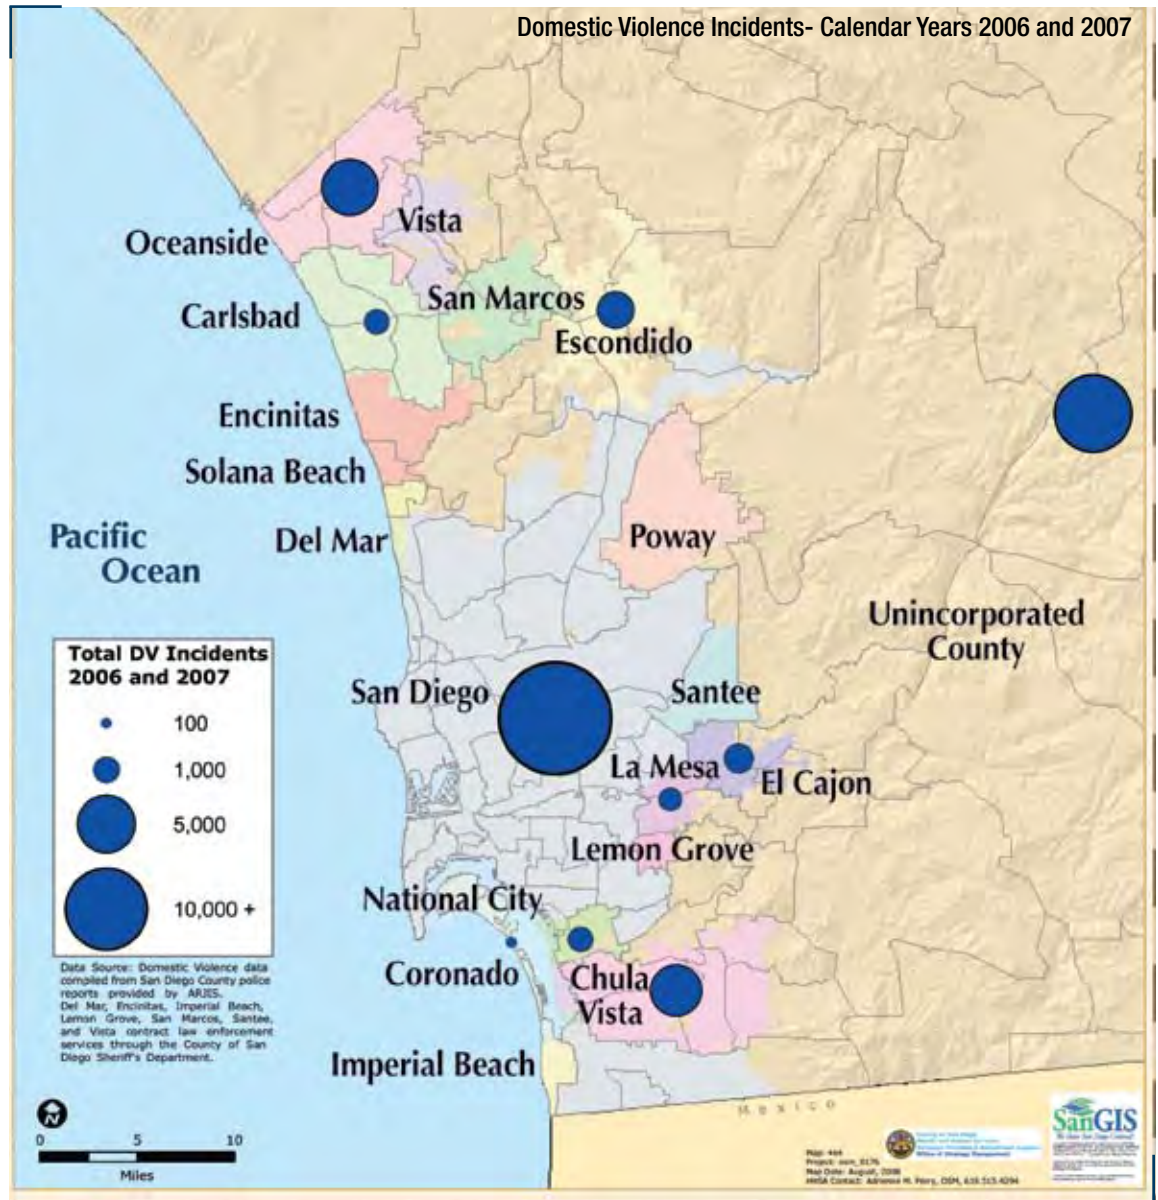 Domestic Violence Incidents- Calendar Years 2006 and 2007
Vista
Oceanside
San Marcos
Carlsbad
Escondido
Encinitas
Solana Beach
Pacific
Ocean
Del Mar
Poway
Unincorporated
County
Total DV Incidents
2006 and 2007
100
1,000
5,000
10,000 +
San Diego
Santee
La Mesa
El Cajon
Lemon Grove
National City
Coronado
Chula
Vista
Imperial Beach
Data Source: Domestic Violence data
compiled from San Diego County police
reports provided by ARJIS.
Del Mar, Encinitas, Imperial Beach,
Lemon Grove, San Marcos, Santee,
and Vista contract law enforcement
services through the County of San
Diego Sheriff's Department.
N
0 5 10
Miles
Mexico
SanGIS
Map Date: August, 2008